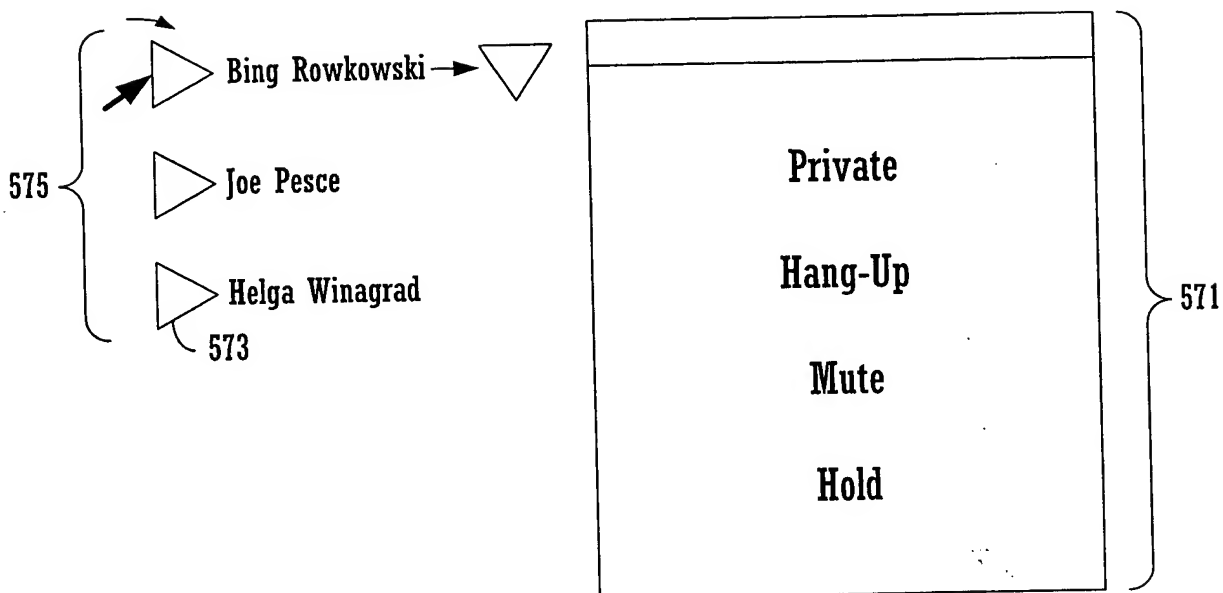 Bing Rowkowski
Joe Pesce
575
Helga Winagrad
573
Private
Hang-Up
571
Mute
Hold